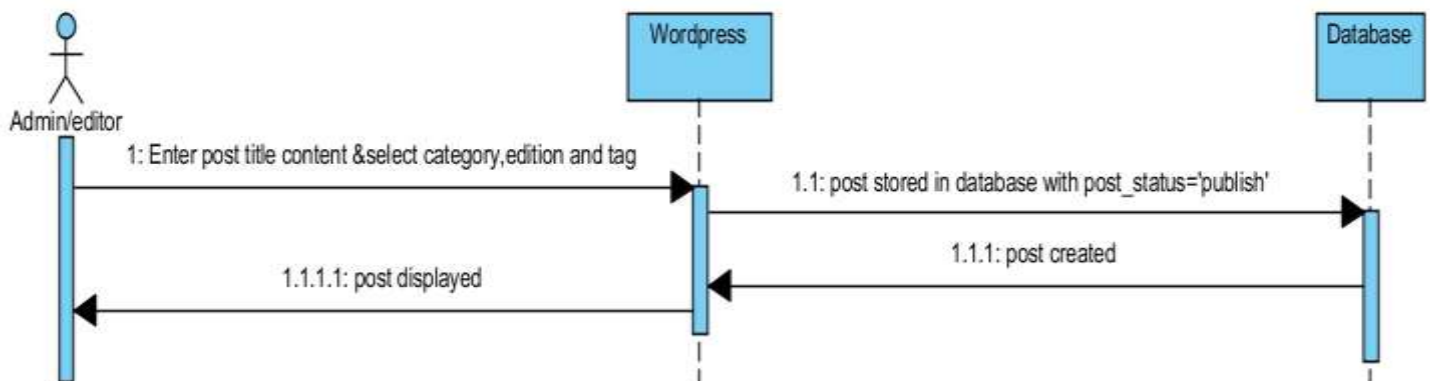 Wordpress
Database
Admin/editor
1: Enter post title content &select category,edition and tag
1.1: post stored in database with post_status='publish'
1.1.1: post created
1.1.1.1: post displayed